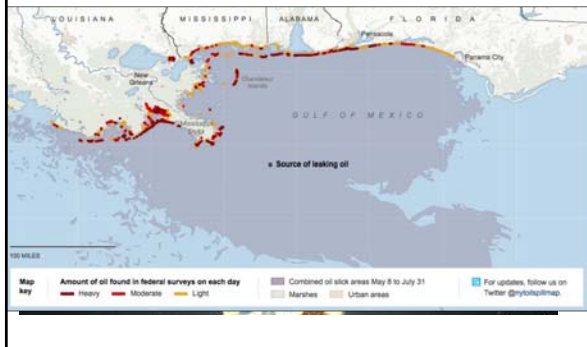 LOUISIANA MISSISSIPPI ALABAMA FLORIDA
Pensacola
Panama City
New
Orleans
Chandeleur
Islands
Mississippi
Delta
GULF OF MEXICO
Source of leaking oil
100 MILES
Map
key
Amount of oil found in federal surveys on each day
Heavy Moderate Light
Combined oil slick areas May 8 to July 31
Marshes Urban areas
For updates, follow us on
Twitter @nytoilspillmap.